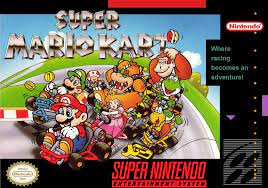 SUPER
MARIO KART
Nintendo
Where
racing
becomes an
adventure!
SUPER NINTENDO
ENTERTAINMENT SYSTEM